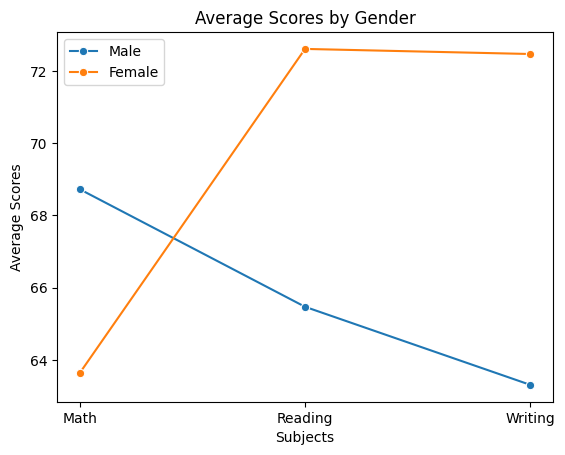 Average Scores by Gender
Male
Female
72
70
68
66
64
Average Scores
Math
Reading
Writing
Subjects